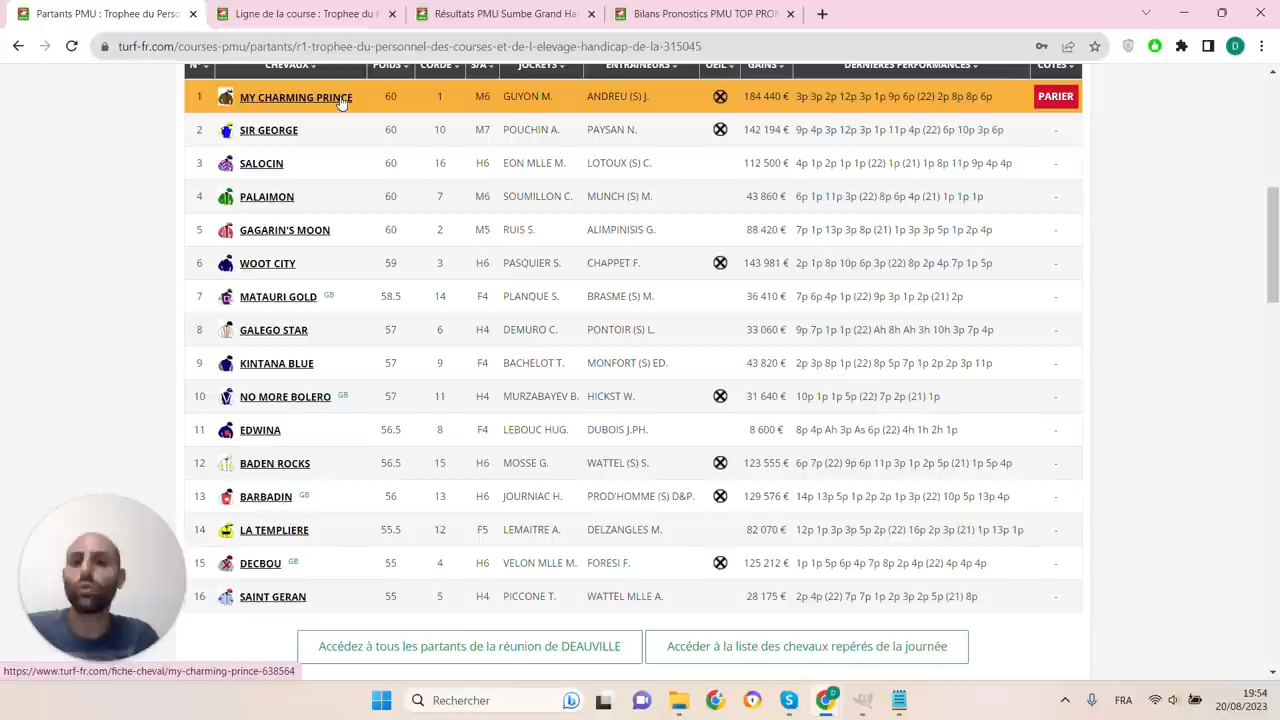 Partants PMU : Trophee du Perso
Ligne de la course : Trophee du
Résultats PMU Sumbe Grand Ha
Bilans Pronostics PMU TOP PRO
turf-fr.com/courses-pmu/partants/r1-trophee-du-personnel-des-courses-et-de-l-elevage-handicap-de-la-315045
N° CHEVAUX POIDS CORDE S/A JOCKEYS ENTRAÎNEURS OEIL GAINS DERNIÈRES PERFORMANCES COTES
1 MY CHARMING PRINCE 60 1 M6 GUYON M. ANDREU (S) J. 184 440 € 3p 3p 2p 12p 3p 1p 9p 6p (22) 2p 8p 8p 6p PARIER
2 SIR GEORGE 60 10 M7 POUCHIN A. PAYSAN N. 142 194 € 9p 4p 3p 12p 3p 1p 11p 4p (22) 6p 10p 3p 6p -
3 SALOCIN 60 16 H6 EON MLLE M. LOTOUX (S) C. 112 500 € 4p 1p 2p 1p 1p (22) 1p (21) 1p 8p 11p 9p 4p 4p -
4 PALAIMON 60 7 M6 SOUMILLON C. MUNCH (S) M. 43 860 € 6p 1p 11p 3p (22) 8p 6p 4p (21) 1p 1p 1p -
5 GAGARIN'S MOON 60 2 M5 RUIS S. ALIMPINISIS G. 88 420 € 7p 1p 13p 3p 8p (21) 1p 3p 3p 5p 1p 2p 4p -
6 WOOT CITY 59 3 H6 PASQUIER S. CHAPPET F. 143 981 € 2p 1p 8p 10p 6p 3p (22) 8p 2p 4p 7p 1p 5p -
7 MATAURI GOLD GB 58.5 14 F4 PLANQUE S. BRASME (S) M. 36 410 € 7p 6p 4p 1p (22) 9p 3p 1p 2p (21) 2p -
8 GALEGO STAR 57 6 H4 DEMURO C. PONTOIR (S) L. 33 060 € 9p 7p 1p 1p (22) Ah 8h Ah 3h 10h 3p 7p 4p -
9 KINTANA BLUE 57 9 F4 BACHELOT T. MONFORT (S) ED. 43 820 € 2p 3p 8p 1p (22) 8p 5p 7p 1p 2p 2p 3p 11p -
10 NO MORE BOLERO GB 57 11 H4 MURZABAYEV B. HICKST W. 31 640 € 10p 1p 1p 5p (22) 7p 2p (21) 1p -
11 EDWINA 56.5 8 F4 LEBOUC HUG. DUBOIS J.PH. 8 600 € 8p 4p Ah 3p As 6p (22) 4h 1h 2h 1p -
12 BADEN ROCKS 56.5 15 H6 MOSSE G. WATTEL (S) S. 123 555 € 6p 7p (22) 9p 6p 11p 3p 1p 2p 5p (21) 1p 5p 4p -
13 BARBADIN GB 56 13 H6 JOURNIAC H. PROD'HOMME (S) D&P. 129 576 € 14p 13p 5p 1p 2p 2p 1p 3p (22) 10p 5p 13p 4p -
14 LA TEMPLIERE 55.5 12 F5 LEMAITRE A. DELZANGLES M. 82 070 € 12p 1p 3p 3p 5p 2p (22) 16p 2p 3p (21) 1p 13p 1p -
15 DECBOU GB 55 4 H6 VELON MLLE M. FORESI F. 125 212 € 1p 1p 5p 6p 4p 7p 8p 2p 4p (22) 4p 4p 4p -
16 SAINT GERAN 55 5 H4 PICCONE T. WATTEL MLLE A. 28 175 € 2p 4p (22) 7p 7p 1p 2p 3p 2p 5p (21) 8p -
Accédez à tous les partants de la réunion de DEAUVILLE
Accéder à la liste des chevaux repérés de la journée
https://www.turf-fr.com/fiche-cheval/my-charming-prince-638564
Rechercher
FRA
19:54
20/08/2023